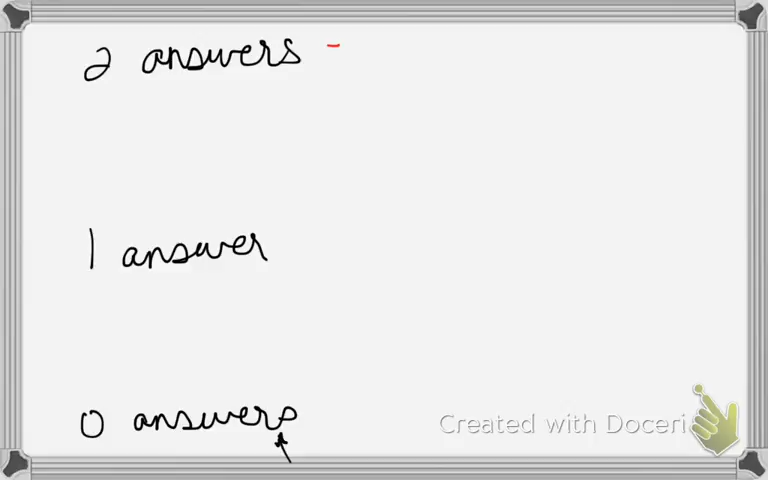 2 answers -
1 answer
0 answers
Created with Doceri